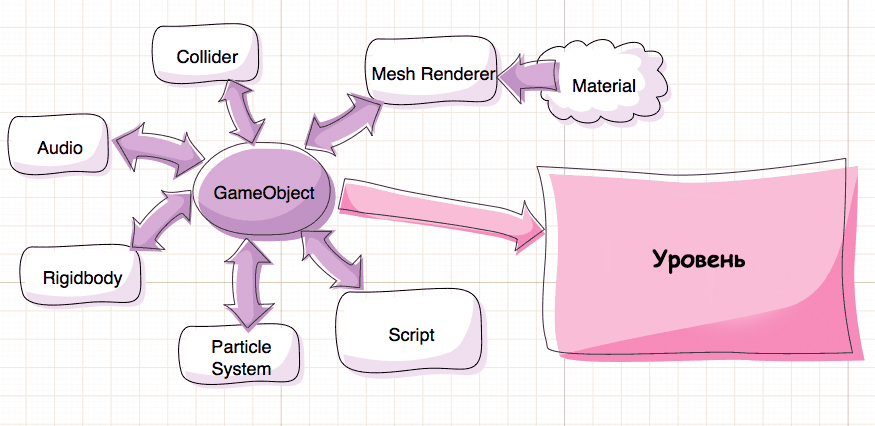 Collider
Mesh Renderer
Material
Audio
GameObject
Уровень
Rigidbody
Script
Particle
System